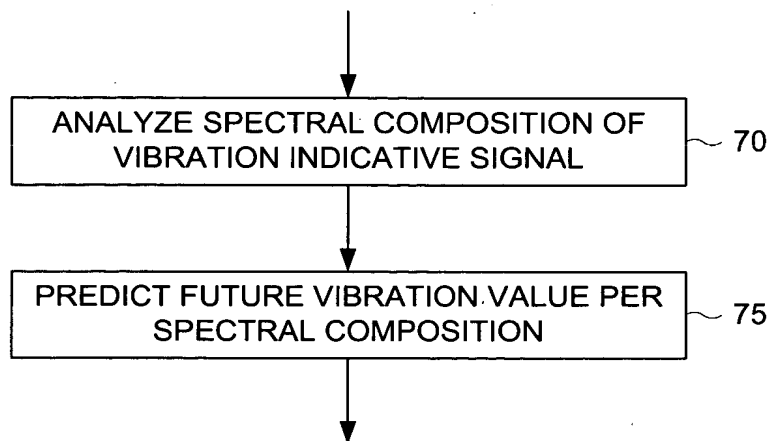 ANALYZE SPECTRAL COMPOSITION OF
VIBRATION INDICATIVE SIGNAL
70
PREDICT FUTURE VIBRATION VALUE PER
SPECTRAL COMPOSITION
75